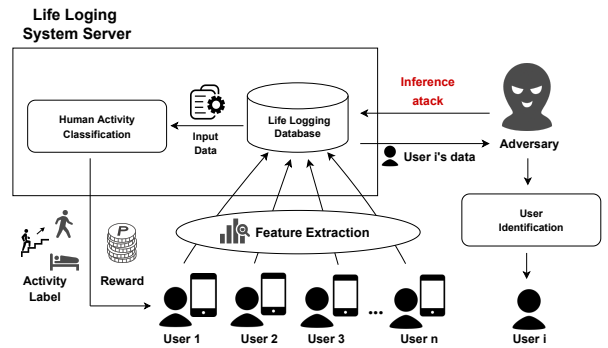 Life Loging
System Server
Human Activity
Classification
Input
Data
Life Logging
Database
Inference
atack
Adversary
User i's data
User
Identification
Feature Extraction
P
Activity
Label
Reward
User 1
User 2
User 3
...
User n
User i